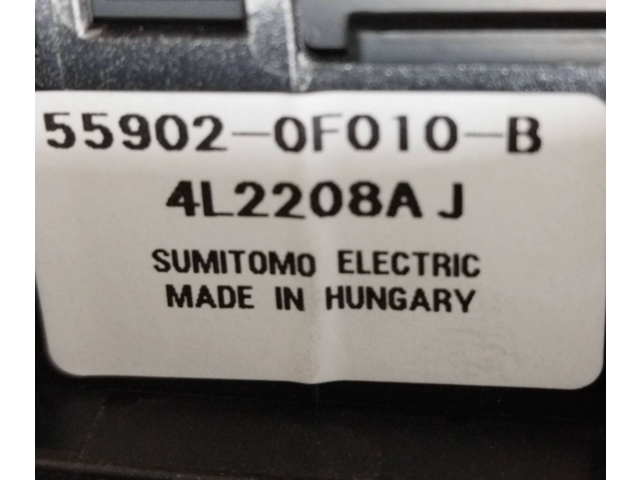 55902-0F010-B
4L2208A J
SUMITOMO ELECTRIC
MADE IN HUNGARY